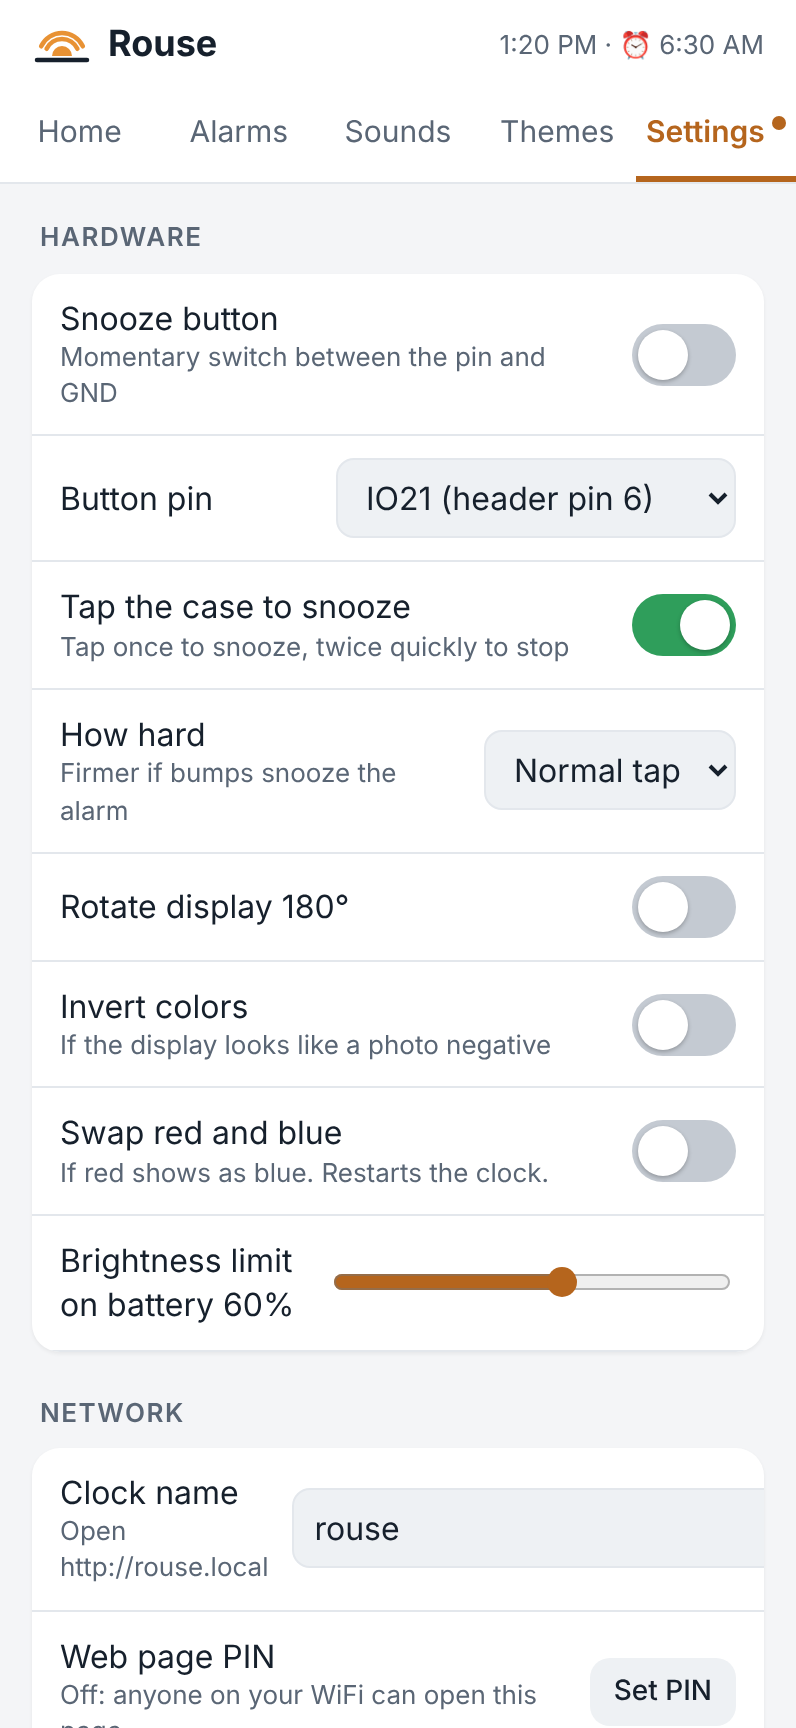 Rouse
1:20 PM · ⏰ 6:30 AM
Home Alarms Sounds Themes Settings
HARDWARE
Snooze button
Momentary switch between the pin and
GND
Button pin
IO21 (header pin 6)
Tap the case to snooze
Tap once to snooze, twice quickly to stop
How hard
Firmer if bumps snooze the
alarm
Normal tap
Rotate display 180°
Invert colors
If the display looks like a photo negative
Swap red and blue
If red shows as blue. Restarts the clock.
Brightness limit
on battery 60%
NETWORK
Clock name
Open
http://rouse.local
rouse
Web page PIN
Off: anyone on your WiFi can open this
Set PIN